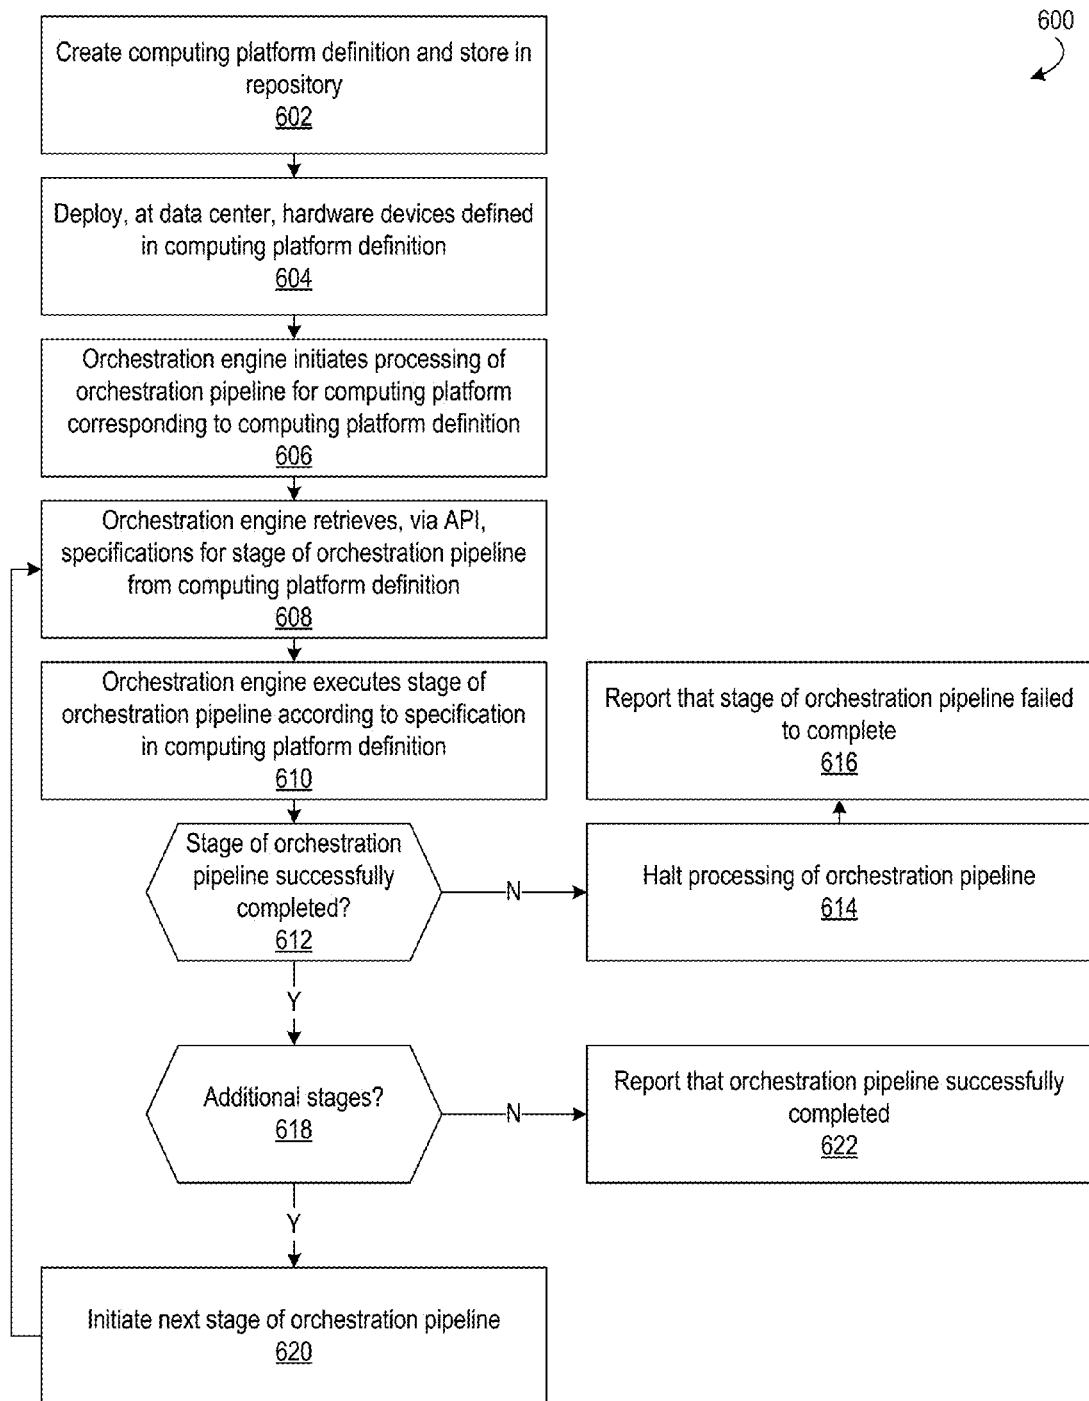 600
Create computing platform definition and store in
repository
602
Deploy, at data center, hardware devices defined
in computing platform definition
604
Orchestration engine initiates processing of
orchestration pipeline for computing platform
corresponding to computing platform definition
606
Orchestration engine retrieves, via API,
specifications for stage of orchestration pipeline
from computing platform definition
608
Orchestration engine executes stage of
orchestration pipeline according to specification
in computing platform definition
610
Report that stage of orchestration pipeline failed
to complete
616
Stage of orchestration
pipeline successfully
completed?
612
N
Halt processing of orchestration pipeline
614
Y
Additional stages?
618
N
Report that orchestration pipeline successfully
completed
622
Y
Initiate next stage of orchestration pipeline
620